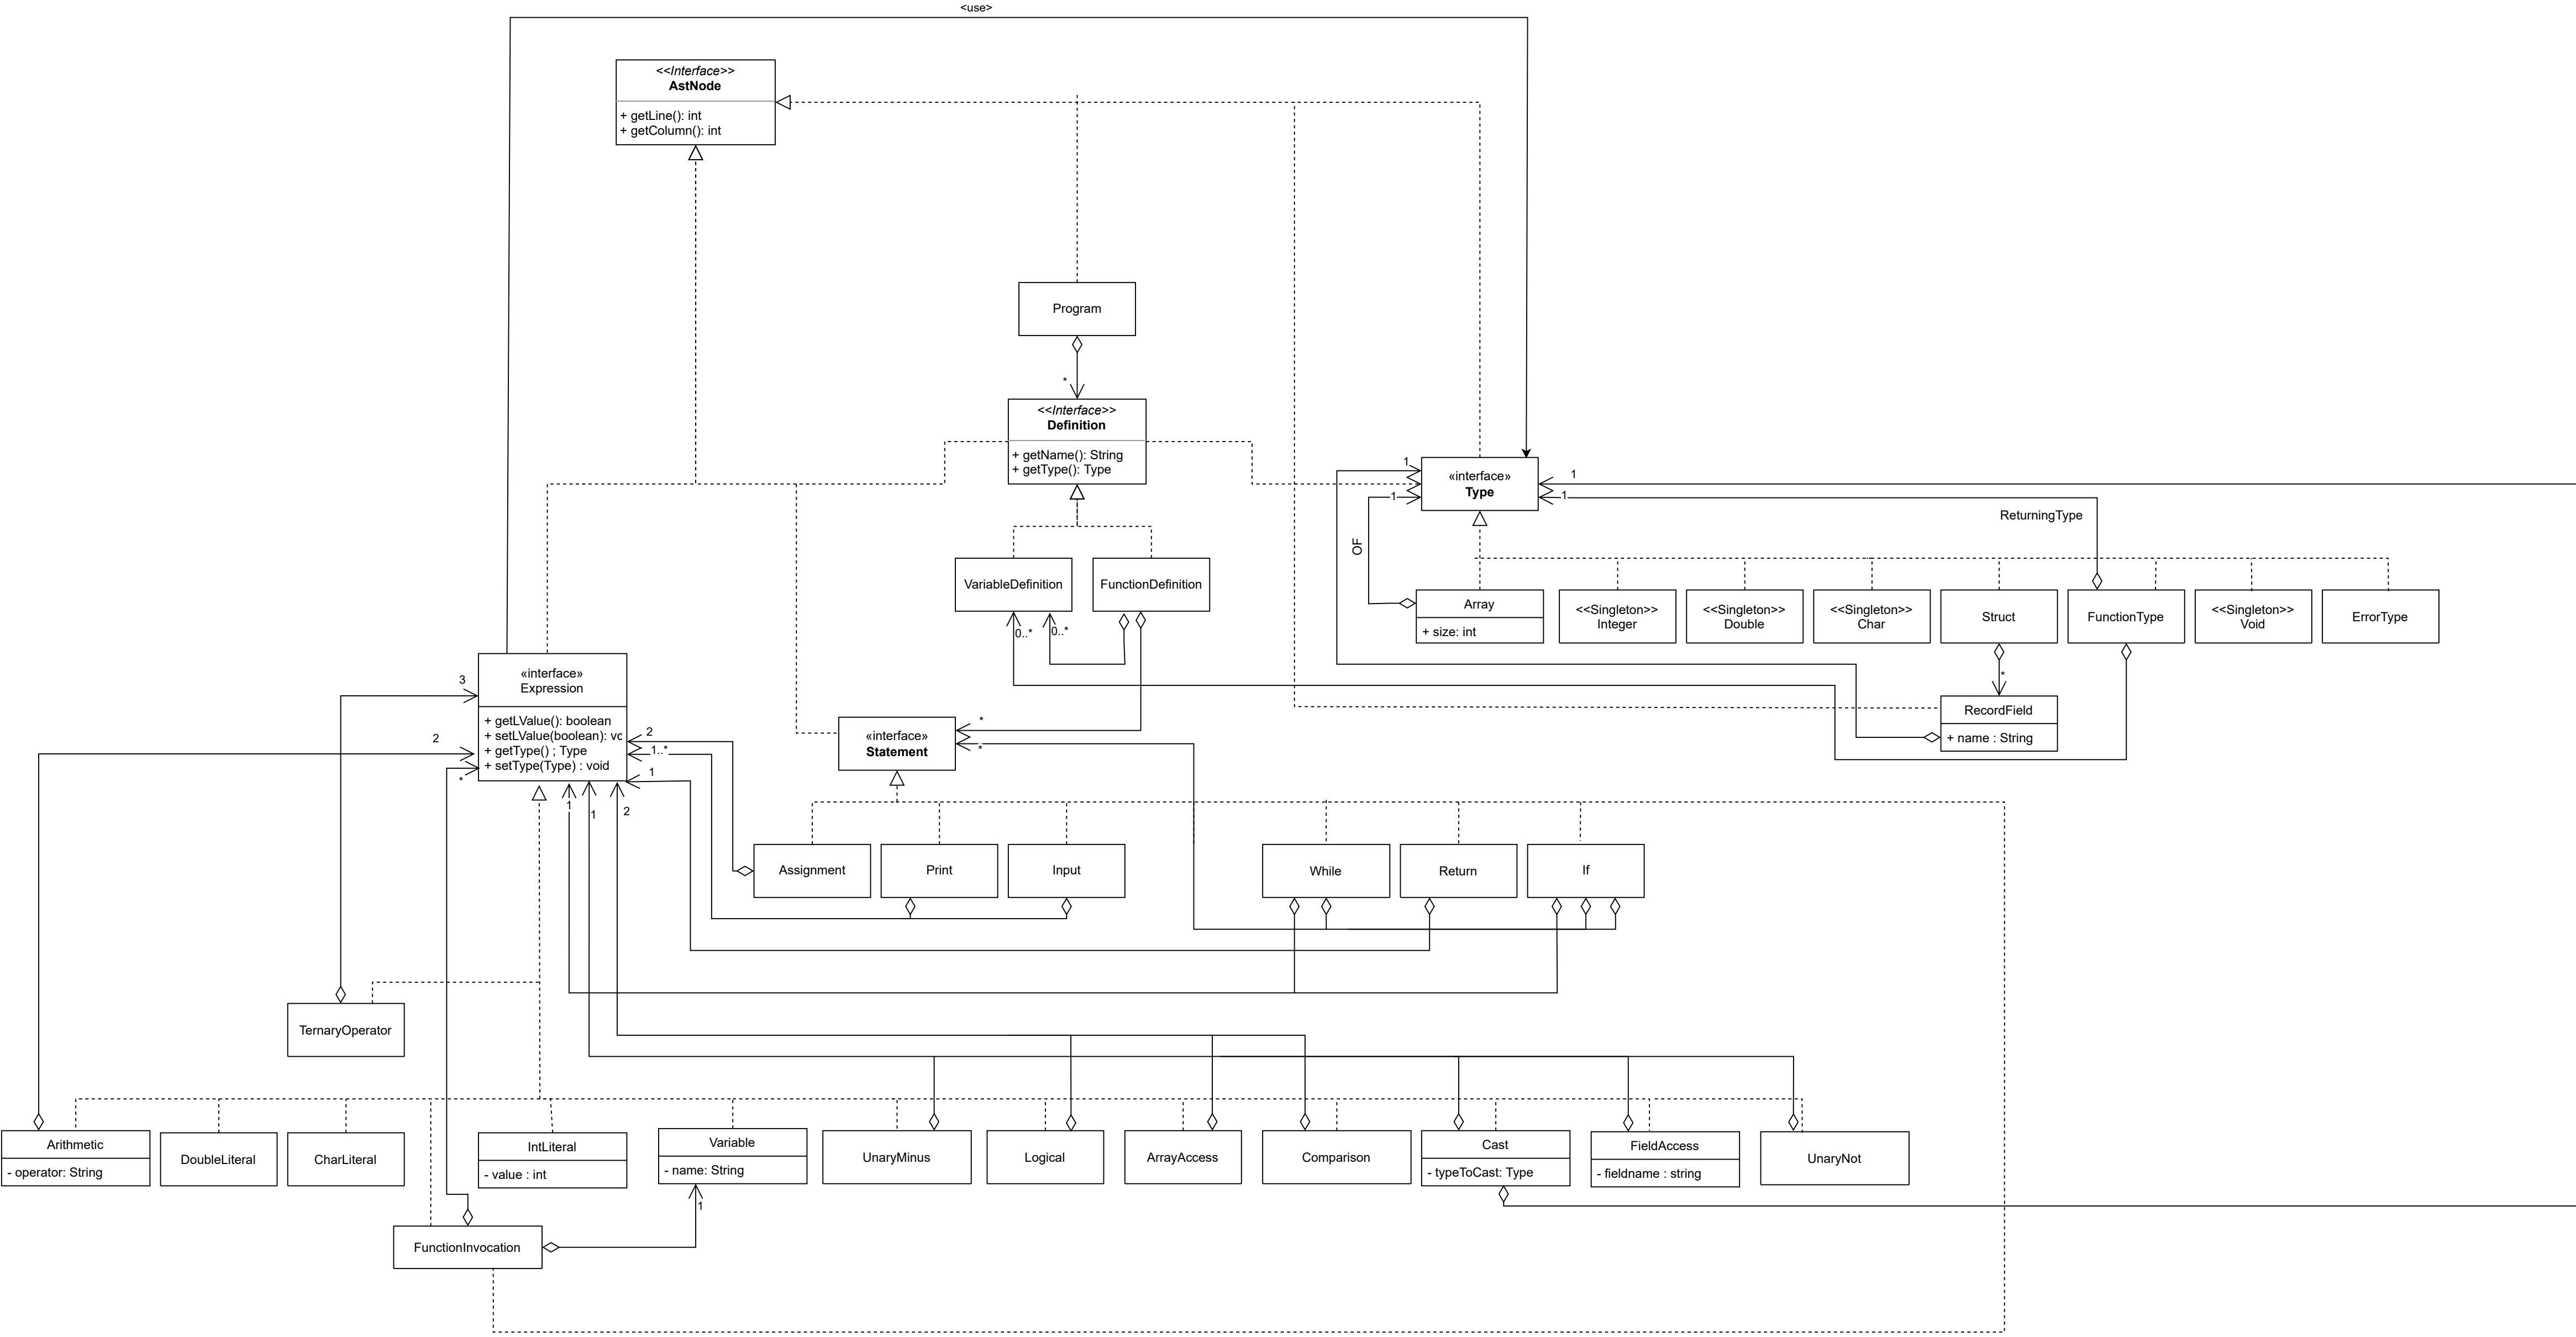 <use>
<<Interface>>
AstNode
+ getLine(): int
+ getColumn(): int
Program
*
<<Interface>>
Definition
+ getName(): String
+ getType(): Type
1
«interface»
Type
1
1
1
ReturningType
OF
VariableDefinition
FunctionDefinition
0..*
0..*
Array
+ size: int
<<Singleton>>
Integer
<<Singleton>>
Double
<<Singleton>>
Char
Struct
FunctionType
<<Singleton>>
Void
ErrorType
*
RecordField
+ name : String
«interface»
Expression
+ getLValue(): boolean
+ setLValue(boolean): vc
+ getType() ; Type
+ setType(Type) : void
3
2
*
2
1..*
1
1
1
2
*
*
«interface»
Statement
Assignment
Print
Input
While
Return
If
TernaryOperator
Arithmetic
- operator: String
DoubleLiteral
CharLiteral
IntLiteral
- value : int
Variable
- name: String
UnaryMinus
Logical
ArrayAccess
Comparison
Cast
- typeToCast: Type
FieldAccess
- fieldname : string
UnaryNot
1
FunctionInvocation